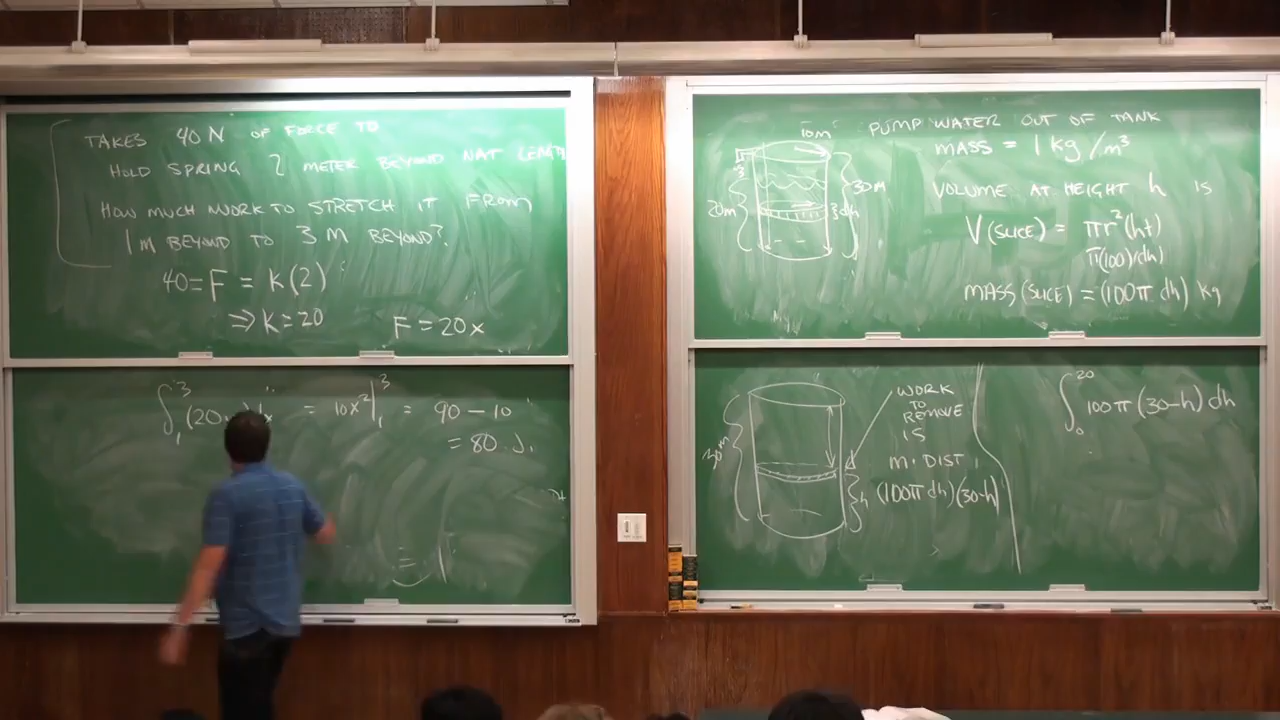 TAKES 40 N OF FORCE TO
HOLD SPRING 2 METER BEYOND NAT LENGTH
HOW MUCH WORK TO STRETCH IT FROM
1 M BEYOND TO 3 M BEYOND?
40 = F = K(2)
⇒ K = 20 F = 20x
∫₁³ (20 = 10x²|₁³ = 90 - 10
= 80 J.
10m
30M
20m
dh
PUMP WATER OUT OF TANK
MASS = 1 kg/m³
VOLUME AT HEIGHT h IS
V(SLICE) = πr²(ht)
π(100)(dh)
MASS (SLICE) = (100π dh) kg
30m
h
WORK
TO
REMOVE
IS
M · DIST
(100π dh)(30-h)
∫₀²⁰ 100π (30-h) dh